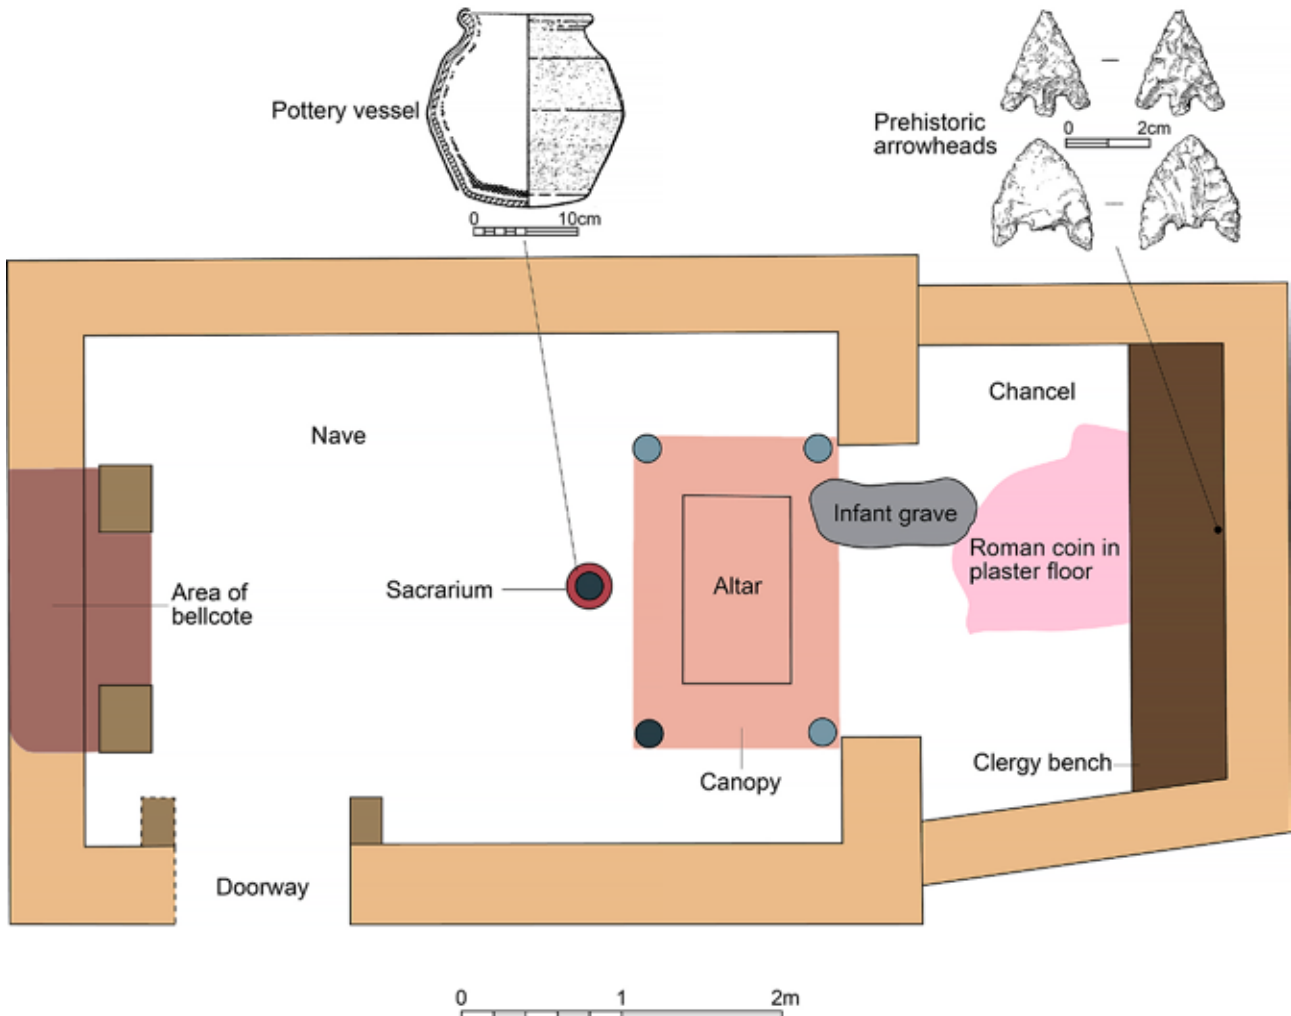 Pottery vessel
0 10cm
Prehistoric
arrowheads
0 2cm
Nave
Chancel
Infant grave
Roman coin in
plaster floor
Sacrarium
Altar
Area of
bellcote
Canopy
Clergy bench
Doorway
0 1 2m